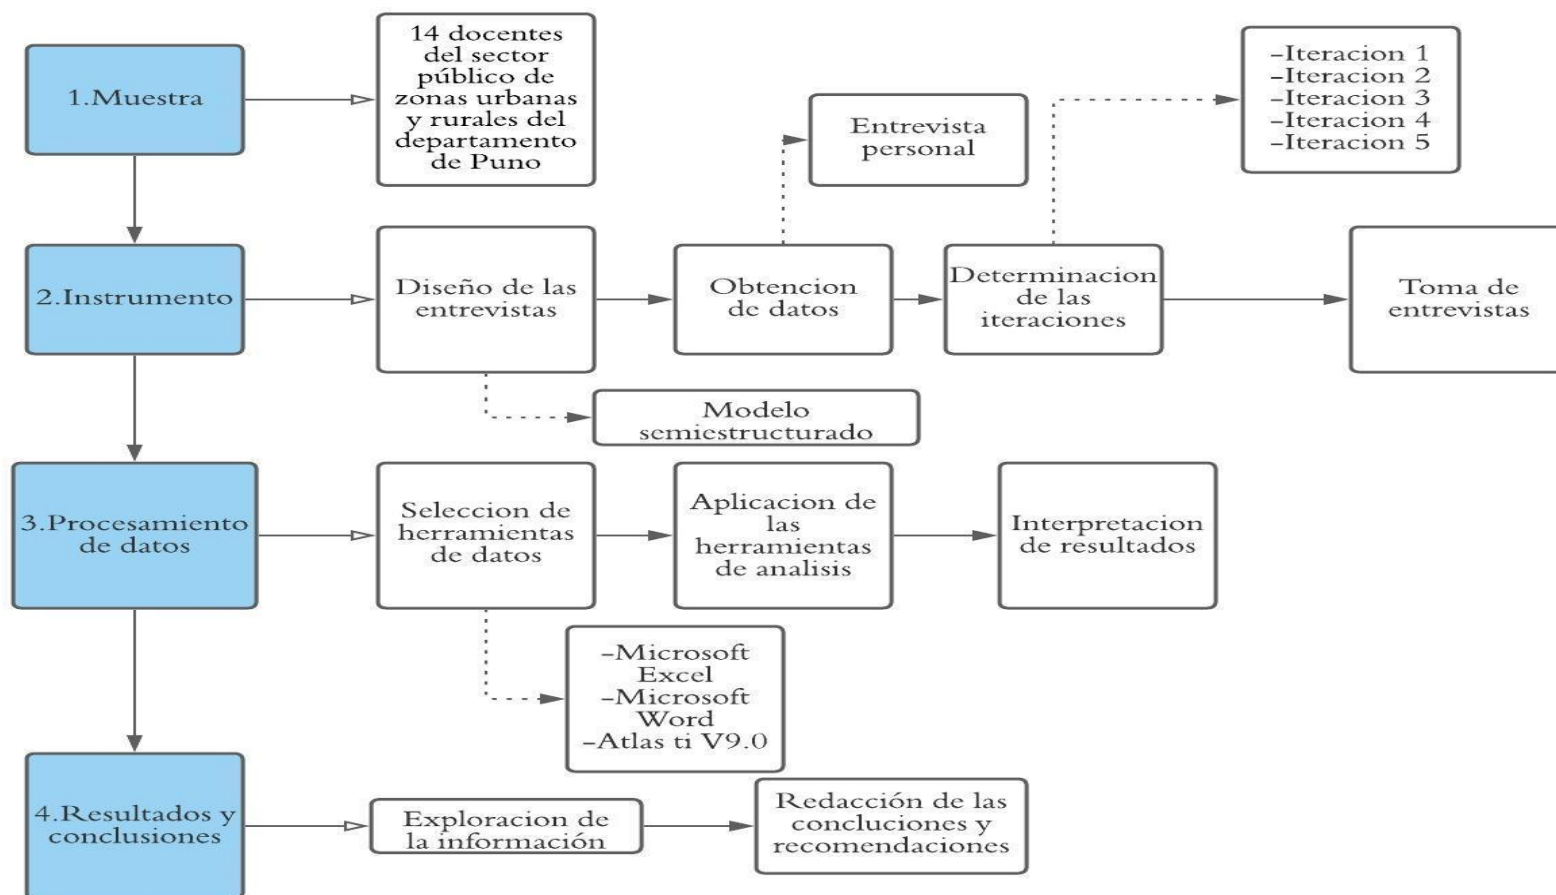 1.Muestra
14 docentes
del sector
público de
zonas urbanas
y rurales del
departamento
de Puno
Entrevista
personal
-Iteracion 1
-Iteracion 2
-Iteracion 3
-Iteracion 4
-Iteracion 5
2.Instrumento
Diseño de las
entrevistas
Obtencion
de datos
Determinacion
de las
iteraciones
Toma de
entrevistas
Modelo
semiestructurado
3.Procesamiento
de datos
Seleccion de
herramientas
de datos
Aplicacion de
las
herramientas
de analisis
Interpretacion
de resultados
-Microsoft
Excel
-Microsoft
Word
-Atlas ti V9.0
4.Resultados y
conclusiones
Exploracion de
la información
Redacción de las
concluciones y
recomendaciones